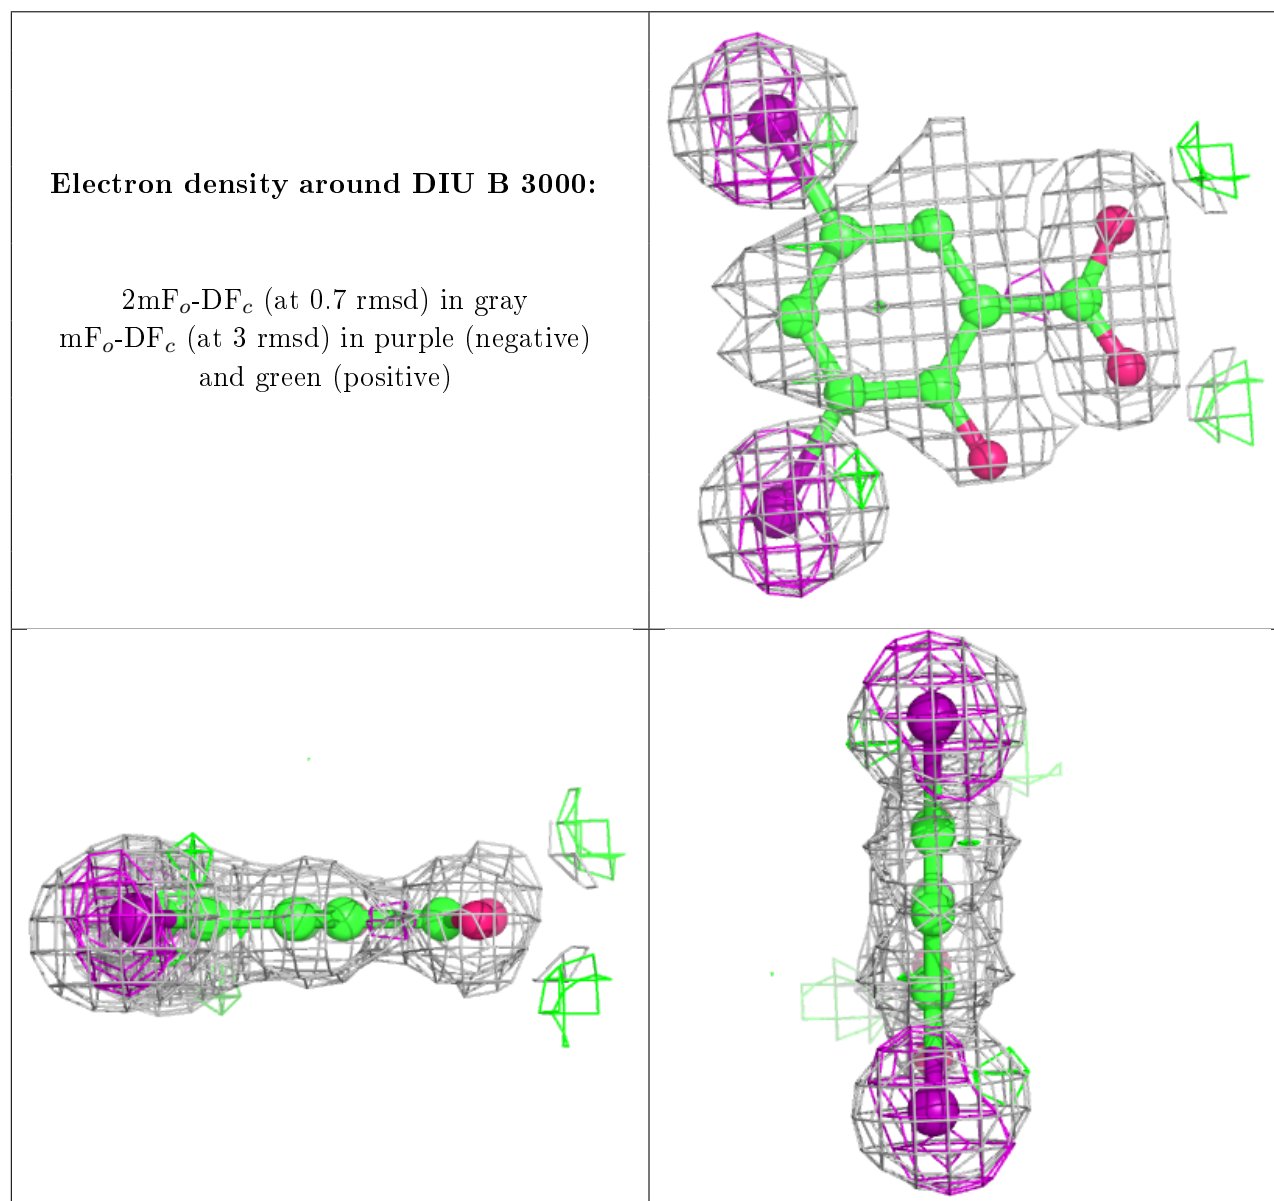 Electron density around DIU B 3000:
2mFo-DFc (at 0.7 rmsd) in gray
mFo-DFc (at 3 rmsd) in purple (negative)
and green (positive)